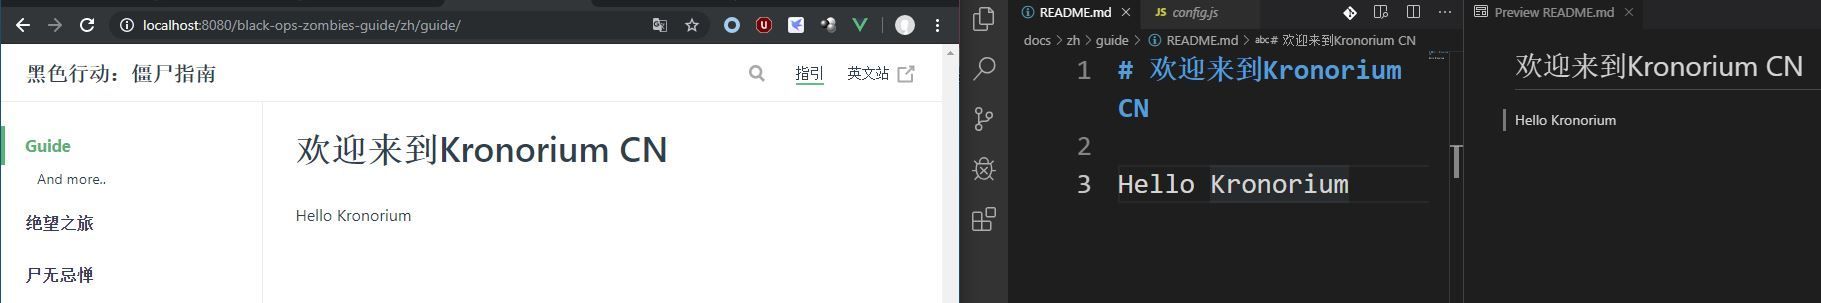 localhost:8080/black-ops-zombies-guide/zh/guide/
黑色行动：僵尸指南
指引
英文站
Guide
And more..
绝望之旅
尸无忌惮
欢迎来到Kronorium CN
Hello Kronorium
README.md
JS config.js
docs > zh > guide > README.md > abc # 欢迎来到Kronorium CN
1 # 欢迎来到Kronorium
CN
2
3 Hello Kronorium
Preview README.md
欢迎来到Kronorium CN
Hello Kronorium